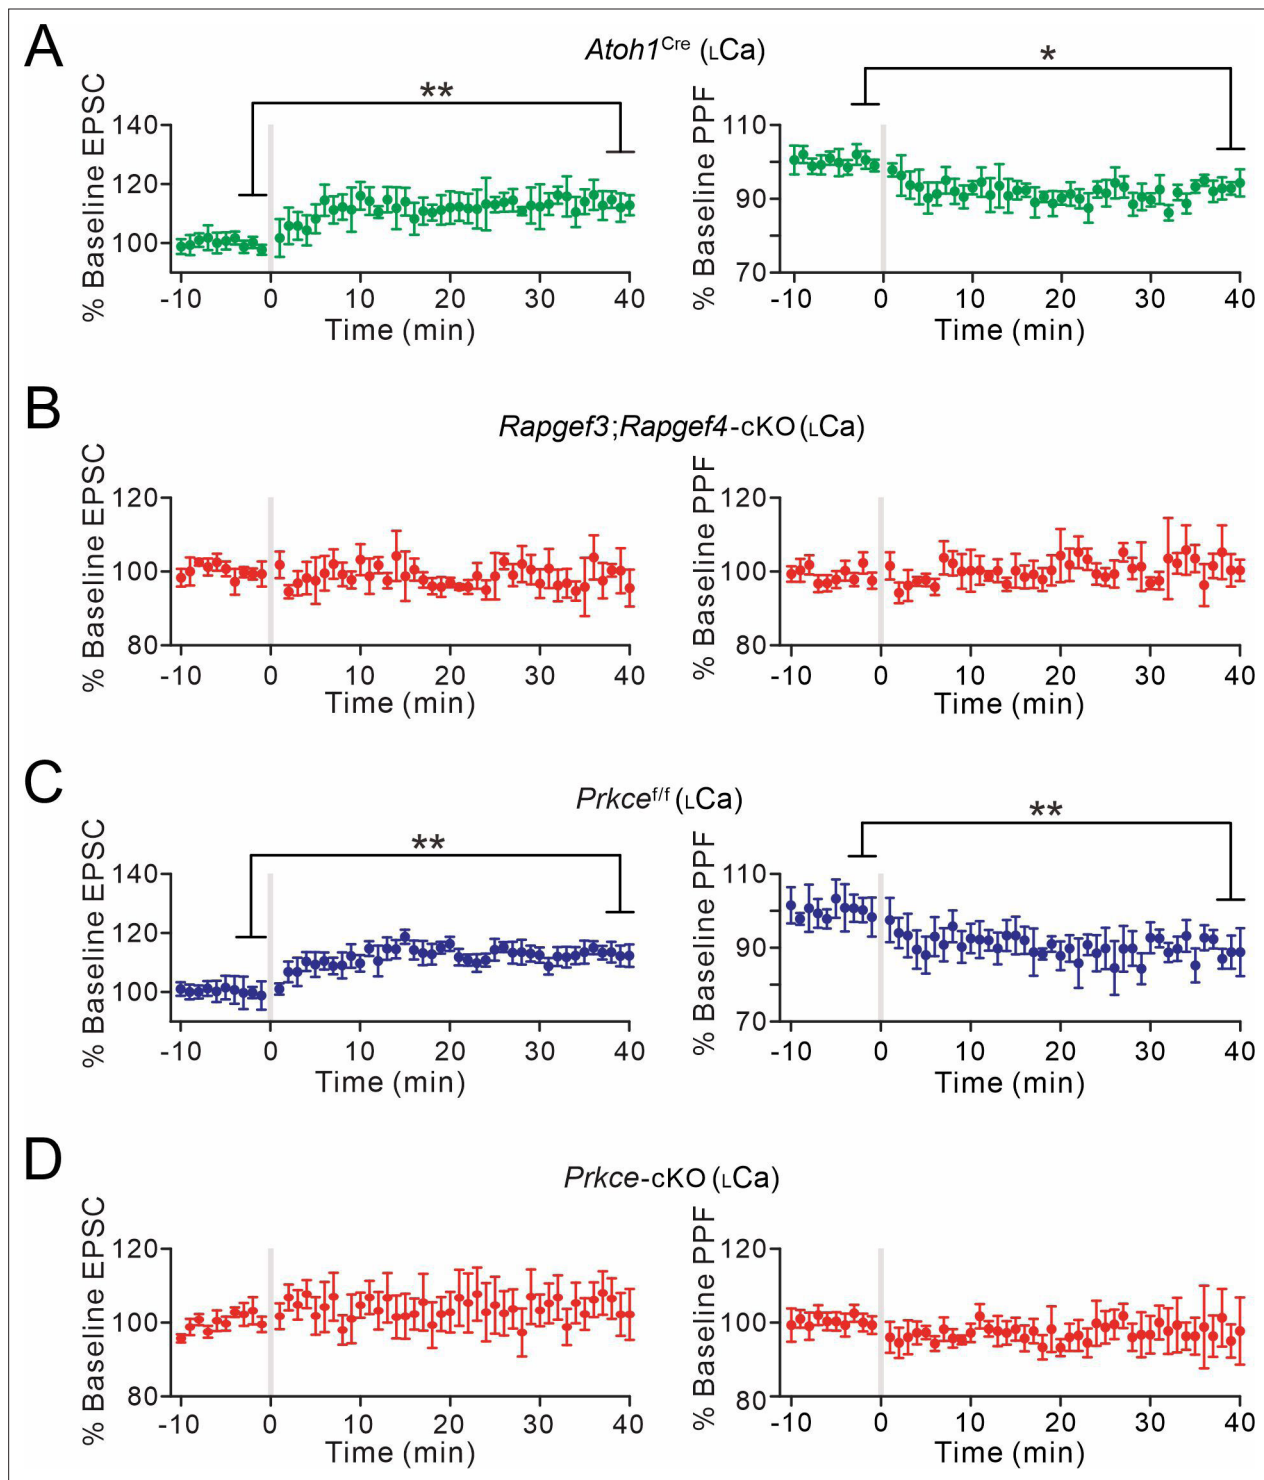 A
Atoh1Cre (LCa)
**
*
% Baseline EPSC
140
120
100
-10 0 10 20 30 40
Time (min)
% Baseline PPF
110
90
70
-10 0 10 20 30 40
Time (min)
B
Rapgef3;Rapgef4-cKO (LCa)
% Baseline EPSC
120
100
80
-10 0 10 20 30 40
Time (min)
% Baseline PPF
120
100
80
-10 0 10 20 30 40
Time (min)
C
Prkcef/f (LCa)
**
**
% Baseline EPSC
140
120
100
-10 0 10 20 30 40
Time (min)
% Baseline PPF
110
90
70
-10 0 10 20 30 40
Time (min)
D
Prkce-cKO (LCa)
% Baseline EPSC
120
100
80
-10 0 10 20 30 40
Time (min)
% Baseline PPF
120
100
80
-10 0 10 20 30 40
Time (min)